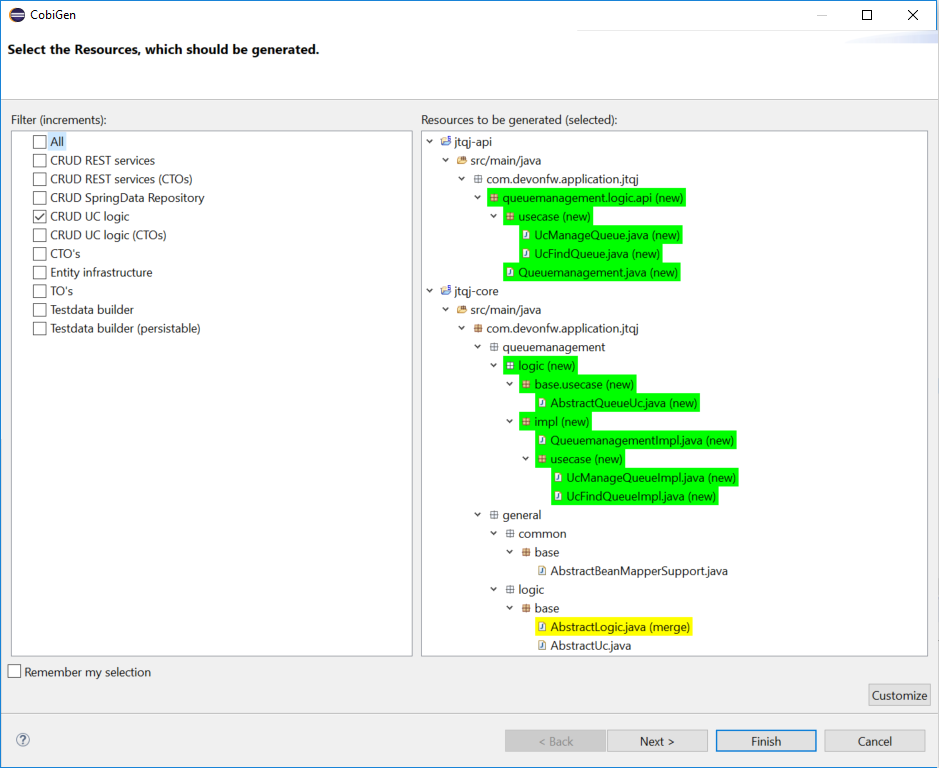 CobiGen
Select the Resources, which should be generated.
Filter (increments):
All
CRUD REST services
CRUD REST services (CTOs)
CRUD SpringData Repository
CRUD UC logic
CRUD UC logic (CTOs)
CTO's
Entity infrastructure
TO's
Testdata builder
Testdata builder (persistable)
Resources to be generated (selected):
jtqj-api
src/main/java
com.devonfw.application.jtqj
queuemanagement.logic.api (new)
usecase (new)
UcManageQueue.java (new)
UcFindQueue.java (new)
Queuemanagement.java (new)
jtqj-core
src/main/java
com.devonfw.application.jtqj
queuemanagement
logic (new)
base.usecase (new)
AbstractQueueUc.java (new)
impl (new)
QueuemanagementImpl.java (new)
usecase (new)
UcManageQueueImpl.java (new)
UcFindQueueImpl.java (new)
general
common
base
AbstractBeanMapperSupport.java
logic
base
AbstractLogic.java (merge)
AbstractUc.java
Remember my selection
Customize
?
< Back
Next >
Finish
Cancel